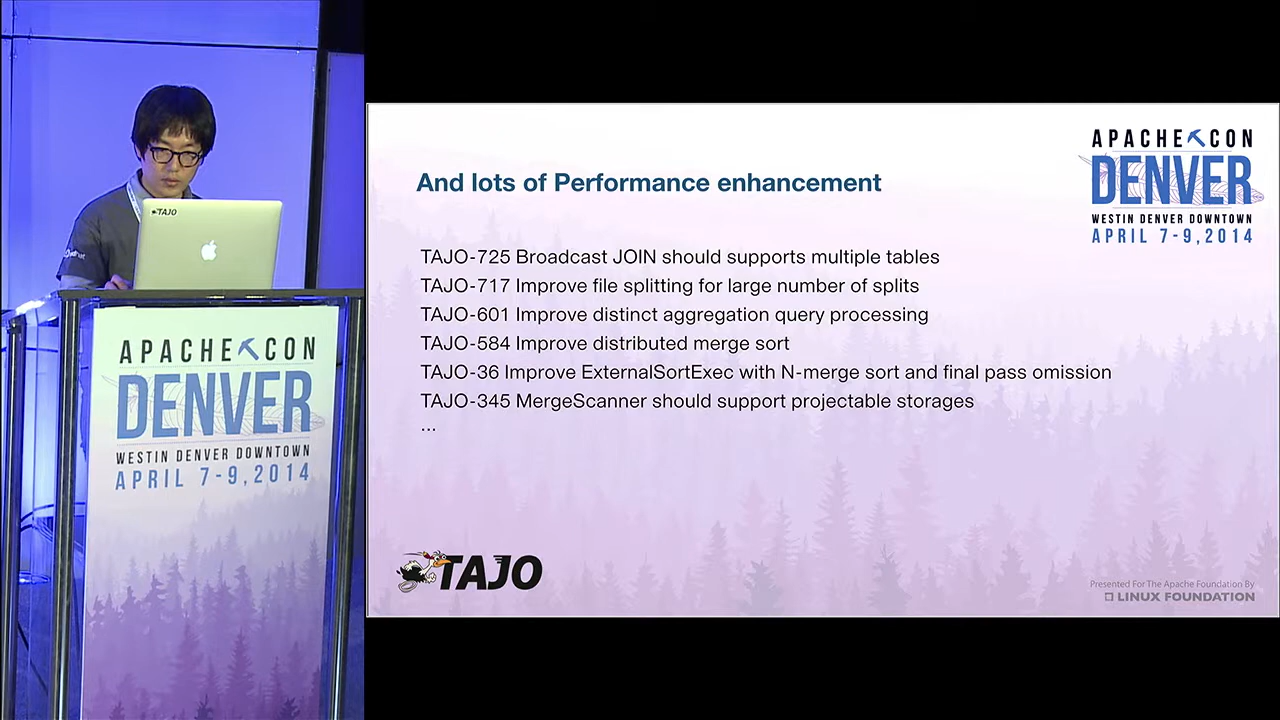 TAJO
APACHE CON
DENVER
WESTIN DENVER DOWNTOWN
APRIL 7-9, 2014
And lots of Performance enhancement
APACHE CON
DENVER
WESTIN DENVER DOWNTOWN
APRIL 7-9, 2014
TAJO-725 Broadcast JOIN should supports multiple tables
TAJO-717 Improve file splitting for large number of splits
TAJO-601 Improve distinct aggregation query processing
TAJO-584 Improve distributed merge sort
TAJO-36 Improve ExternalSortExec with N-merge sort and final pass omission
TAJO-345 MergeScanner should support projectable storages
...
TAJO
Presented For The Apache Foundation By
LINUX FOUNDATION